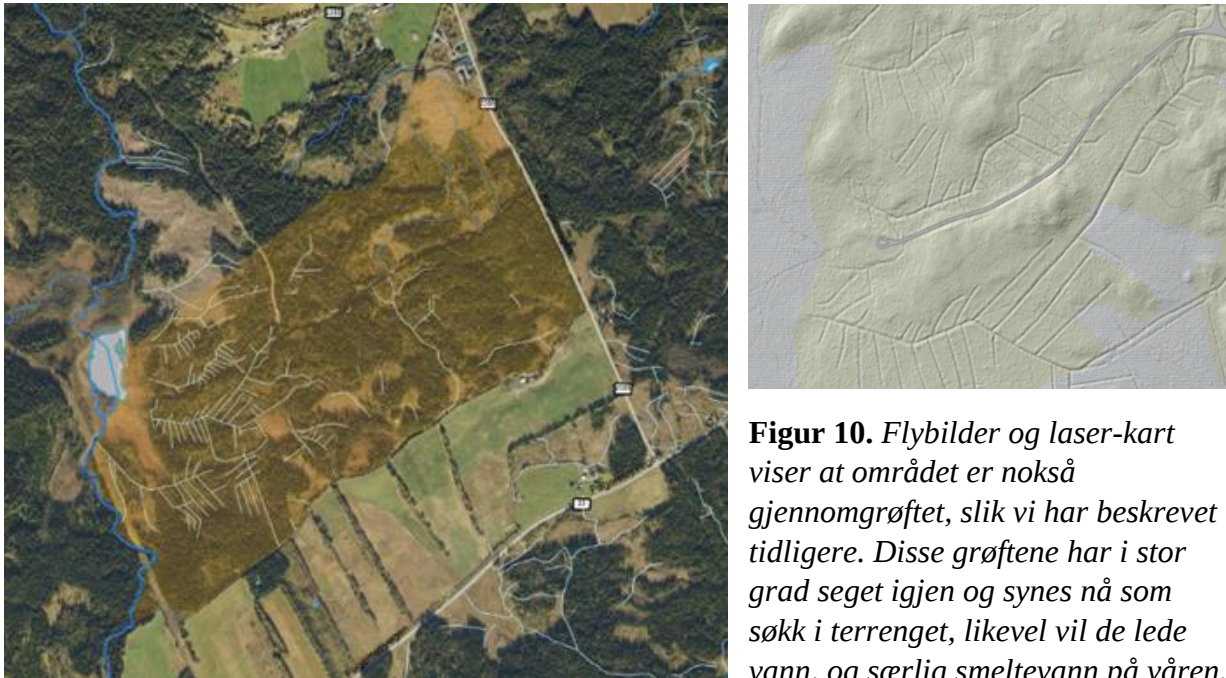 33
Figur 10. Flybilder og laser-kart
viser at området er nokså
gjennomgrøftet, slik vi har beskrevet
tidligere. Disse grøftene har i stor
grad seget igjen og synes nå som
søkk i terrenget, likevel vil de lede
vann, og særlig smeltevann på våren.